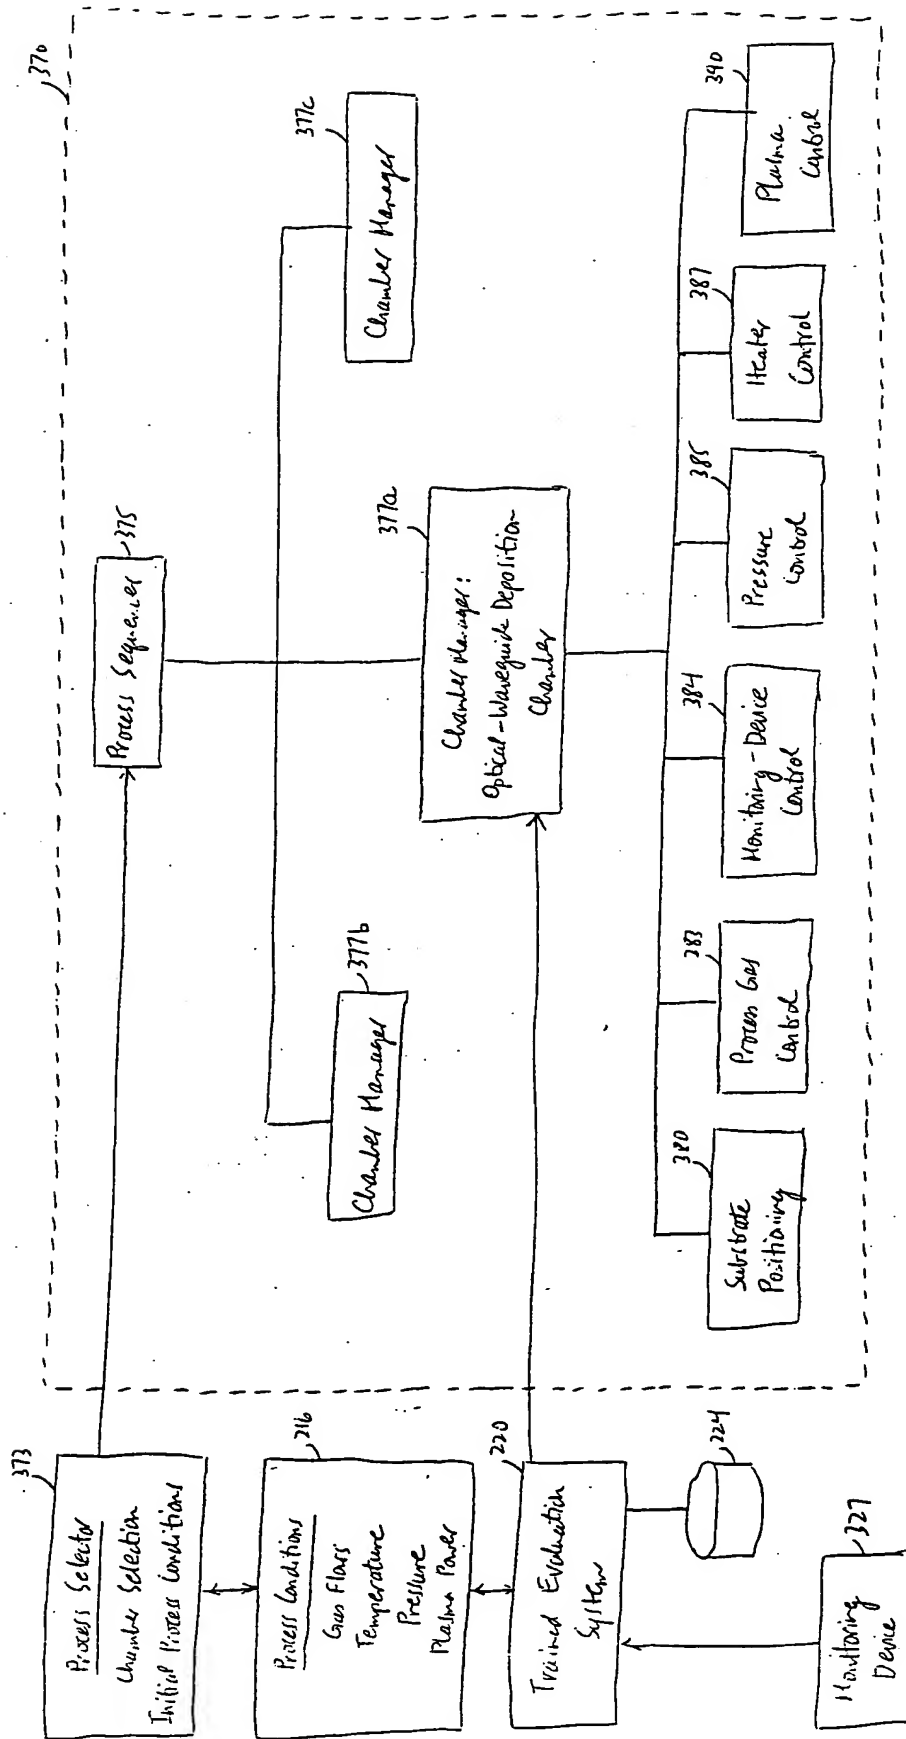 370
373
Process Selector
Chamber Selection
Initial Process Conditions
216
Process Conditions
Gas Flows
Temperature
Pressure
Plasma Power
220
Trained Evaluation
System
224
327
Monitoring
Device
Process Sequencer
375
Chamber Manager
377b
Chamber Manager:
Optical-Waveguide Deposition
Chamber
377a
Chamber Manager
377c
Substrate
Positioning
380
Process Gas
Control
383
Monitoring-Device
Control
384
Pressure
Control
385
Heater
Control
387
Plasma
Control
390